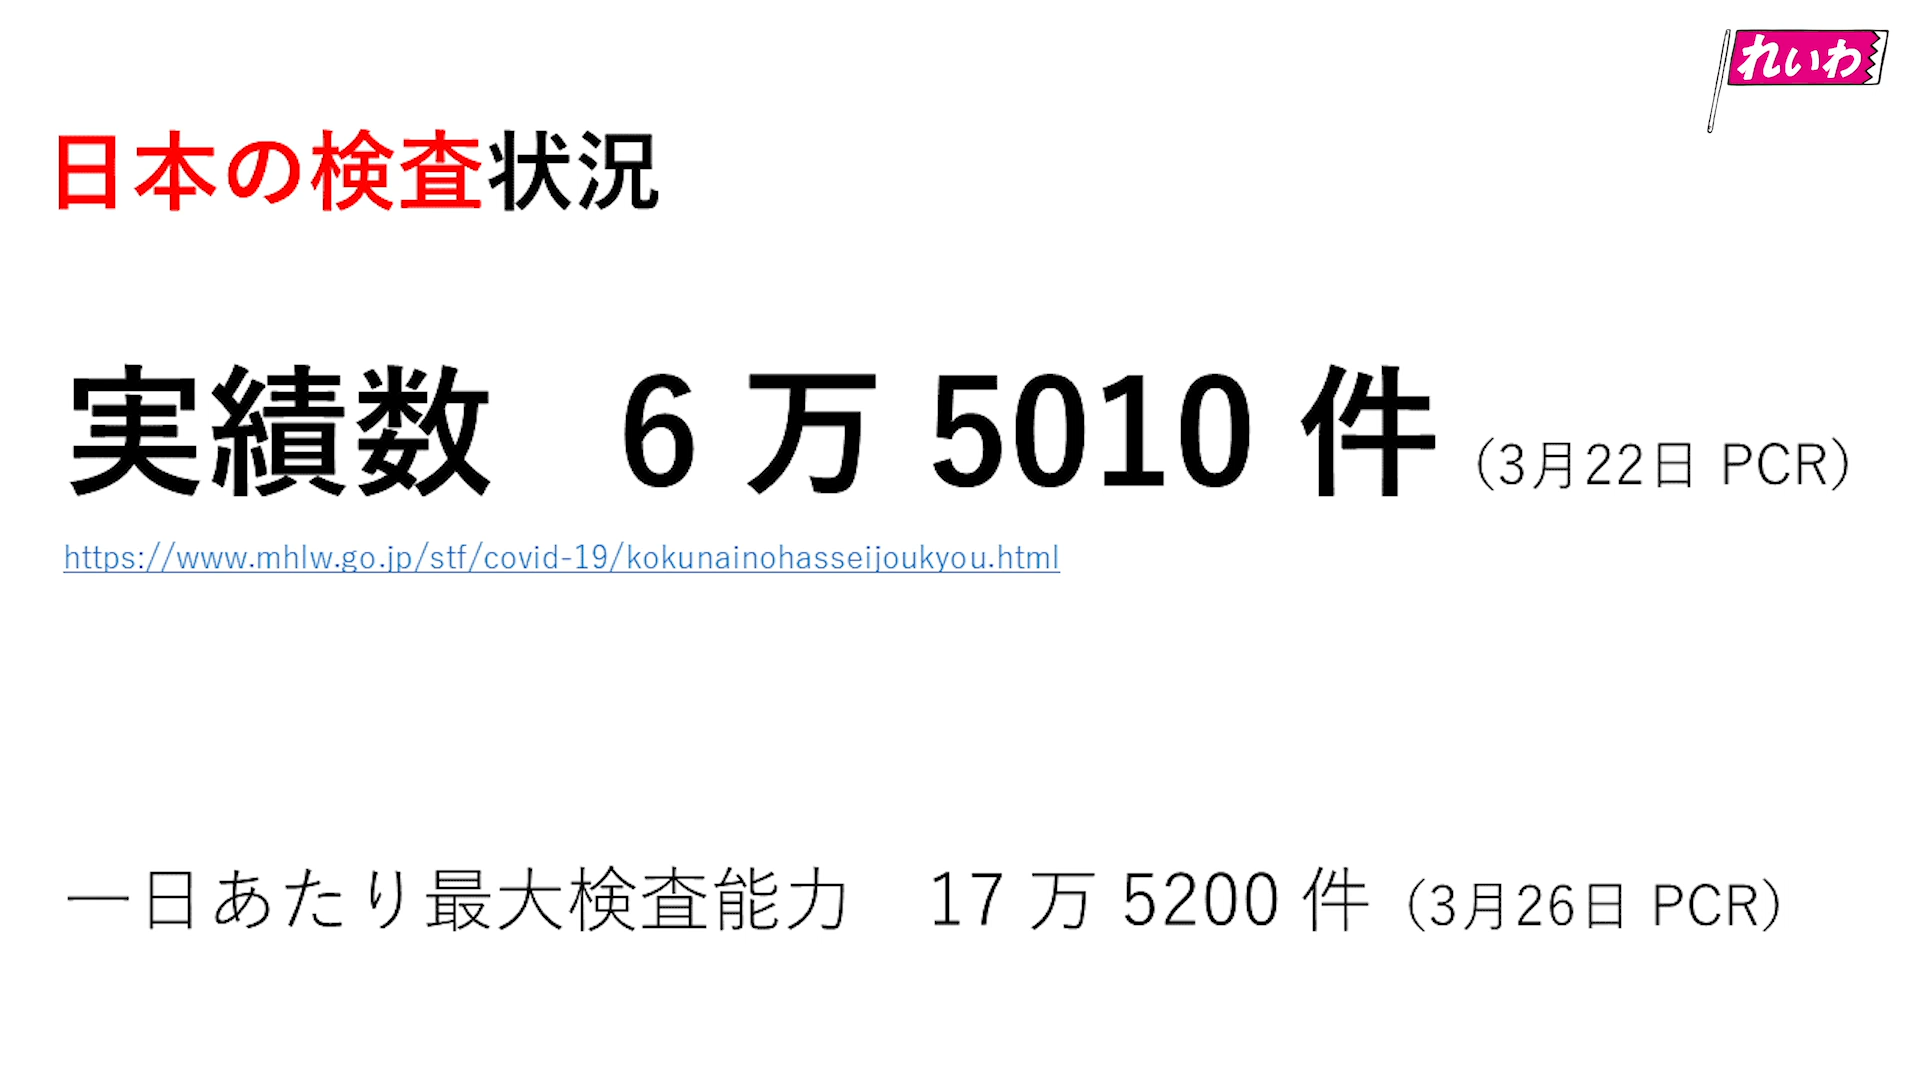 れいわ
日本の検査状況
実績数 6 万 5010 件 (3月22日 PCR)
https://www.mhlw.go.jp/stf/covid-19/kokunainohasseijoukyou.html
一日あたり最大検査能力 17 万 5200 件 (3月26日 PCR)